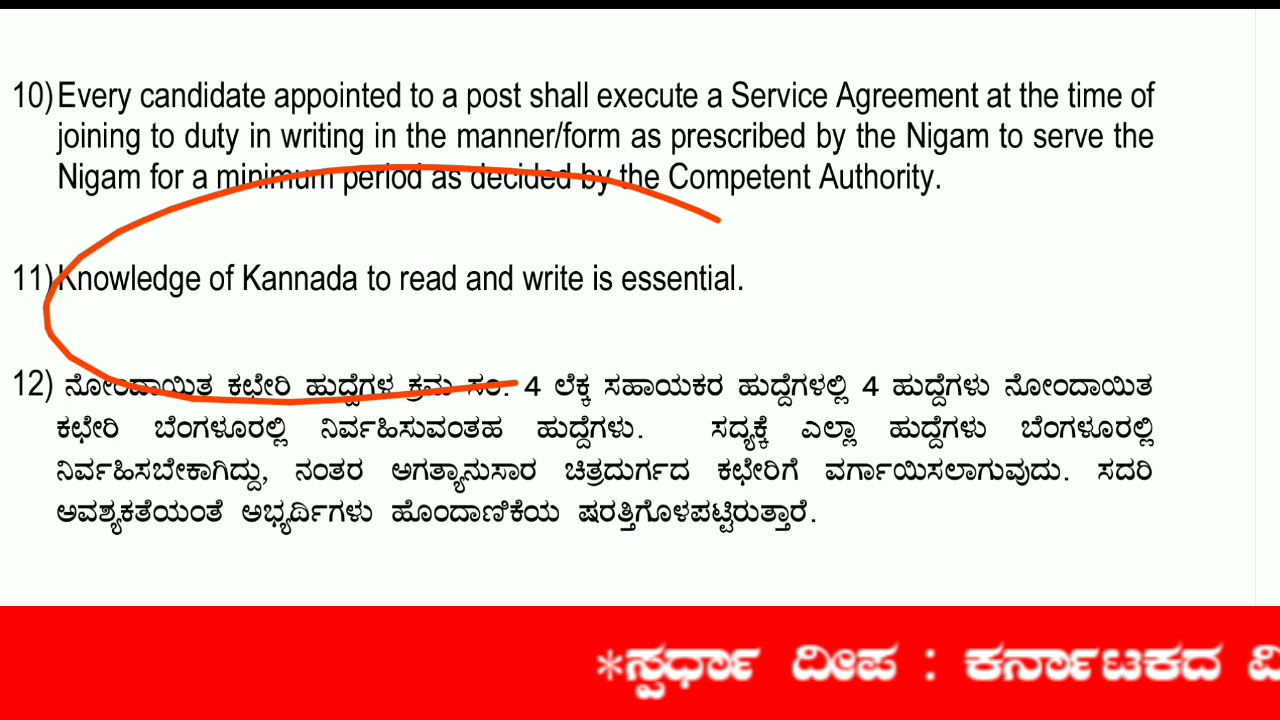 10) Every candidate appointed to a post shall execute a Service Agreement at the time of
joining to duty in writing in the manner/form as prescribed by the Nigam to serve the
Nigam for a minimum period as decided by the Competent Authority.
11) Knowledge of Kannada to read and write is essential.
12) ನೋಂದಾಯಿತ ಕಛೇರಿ ಹುದ್ದೆಗಳ ಕ್ರಮ ಸಂ. 4 ಲೆಕ್ಕ ಸಹಾಯಕರ ಹುದ್ದೆಗಳಲ್ಲಿ 4 ಹುದ್ದೆಗಳು ನೋಂದಾಯಿತ
ಕಛೇರಿ ಬೆಂಗಳೂರಲ್ಲಿ ನಿರ್ವಹಿಸುವಂತಹ ಹುದ್ದೆಗಳು. ಸದ್ಯಕ್ಕೆ ಎಲ್ಲಾ ಹುದ್ದೆಗಳು ಬೆಂಗಳೂರಲ್ಲಿ
ನಿರ್ವಹಿಸಬೇಕಾಗಿದ್ದು, ನಂತರ ಅಗತ್ಯಾನುಸಾರ ಚಿತ್ರದುರ್ಗದ ಕಛೇರಿಗೆ ವರ್ಗಾಯಿಸಲಾಗುವುದು. ಸದರಿ
ಅವಶ್ಯಕತೆಯಂತೆ ಅಭ್ಯರ್ಥಿಗಳು ಹೊಂದಾಣಿಕೆಯ ಷರತ್ತಿಗೊಳಪಟ್ಟಿರುತ್ತಾರೆ.
*ಸ್ಪರ್ಧಾ ದೀಪ : ಕರ್ನಾಟಕದ